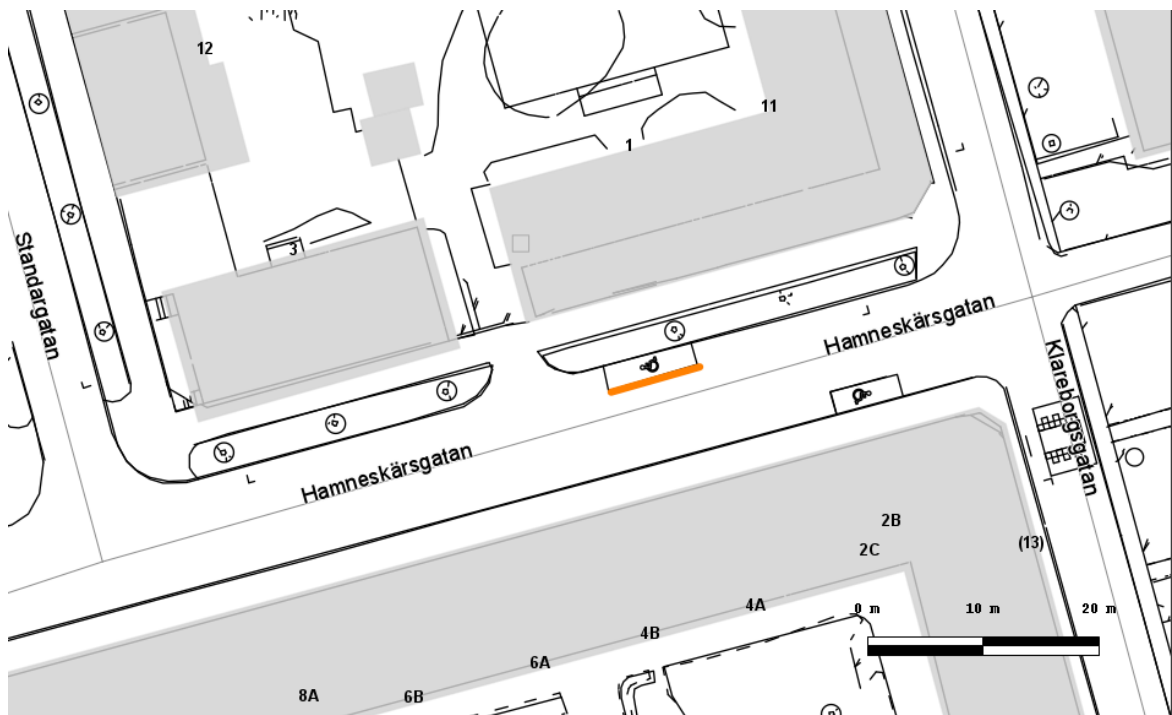 12
11
1
3
Standargatan
Hamneskärsgatan
Klareborgsgatan
Hamneskärsgatan
2B
2C
(13)
4A
0 m 10 m 20 m
4B
6A
8A
6B